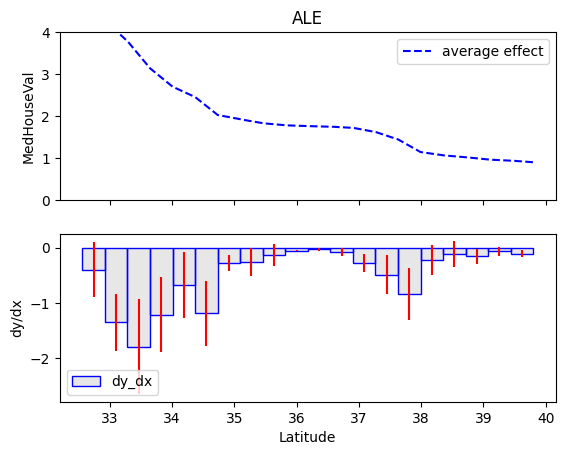 ALE
4
3
2
1
0
MedHouseVal
average effect
0
−1
−2
dy/dx
dy_dx
33 34 35 36 37 38 39 40
Latitude